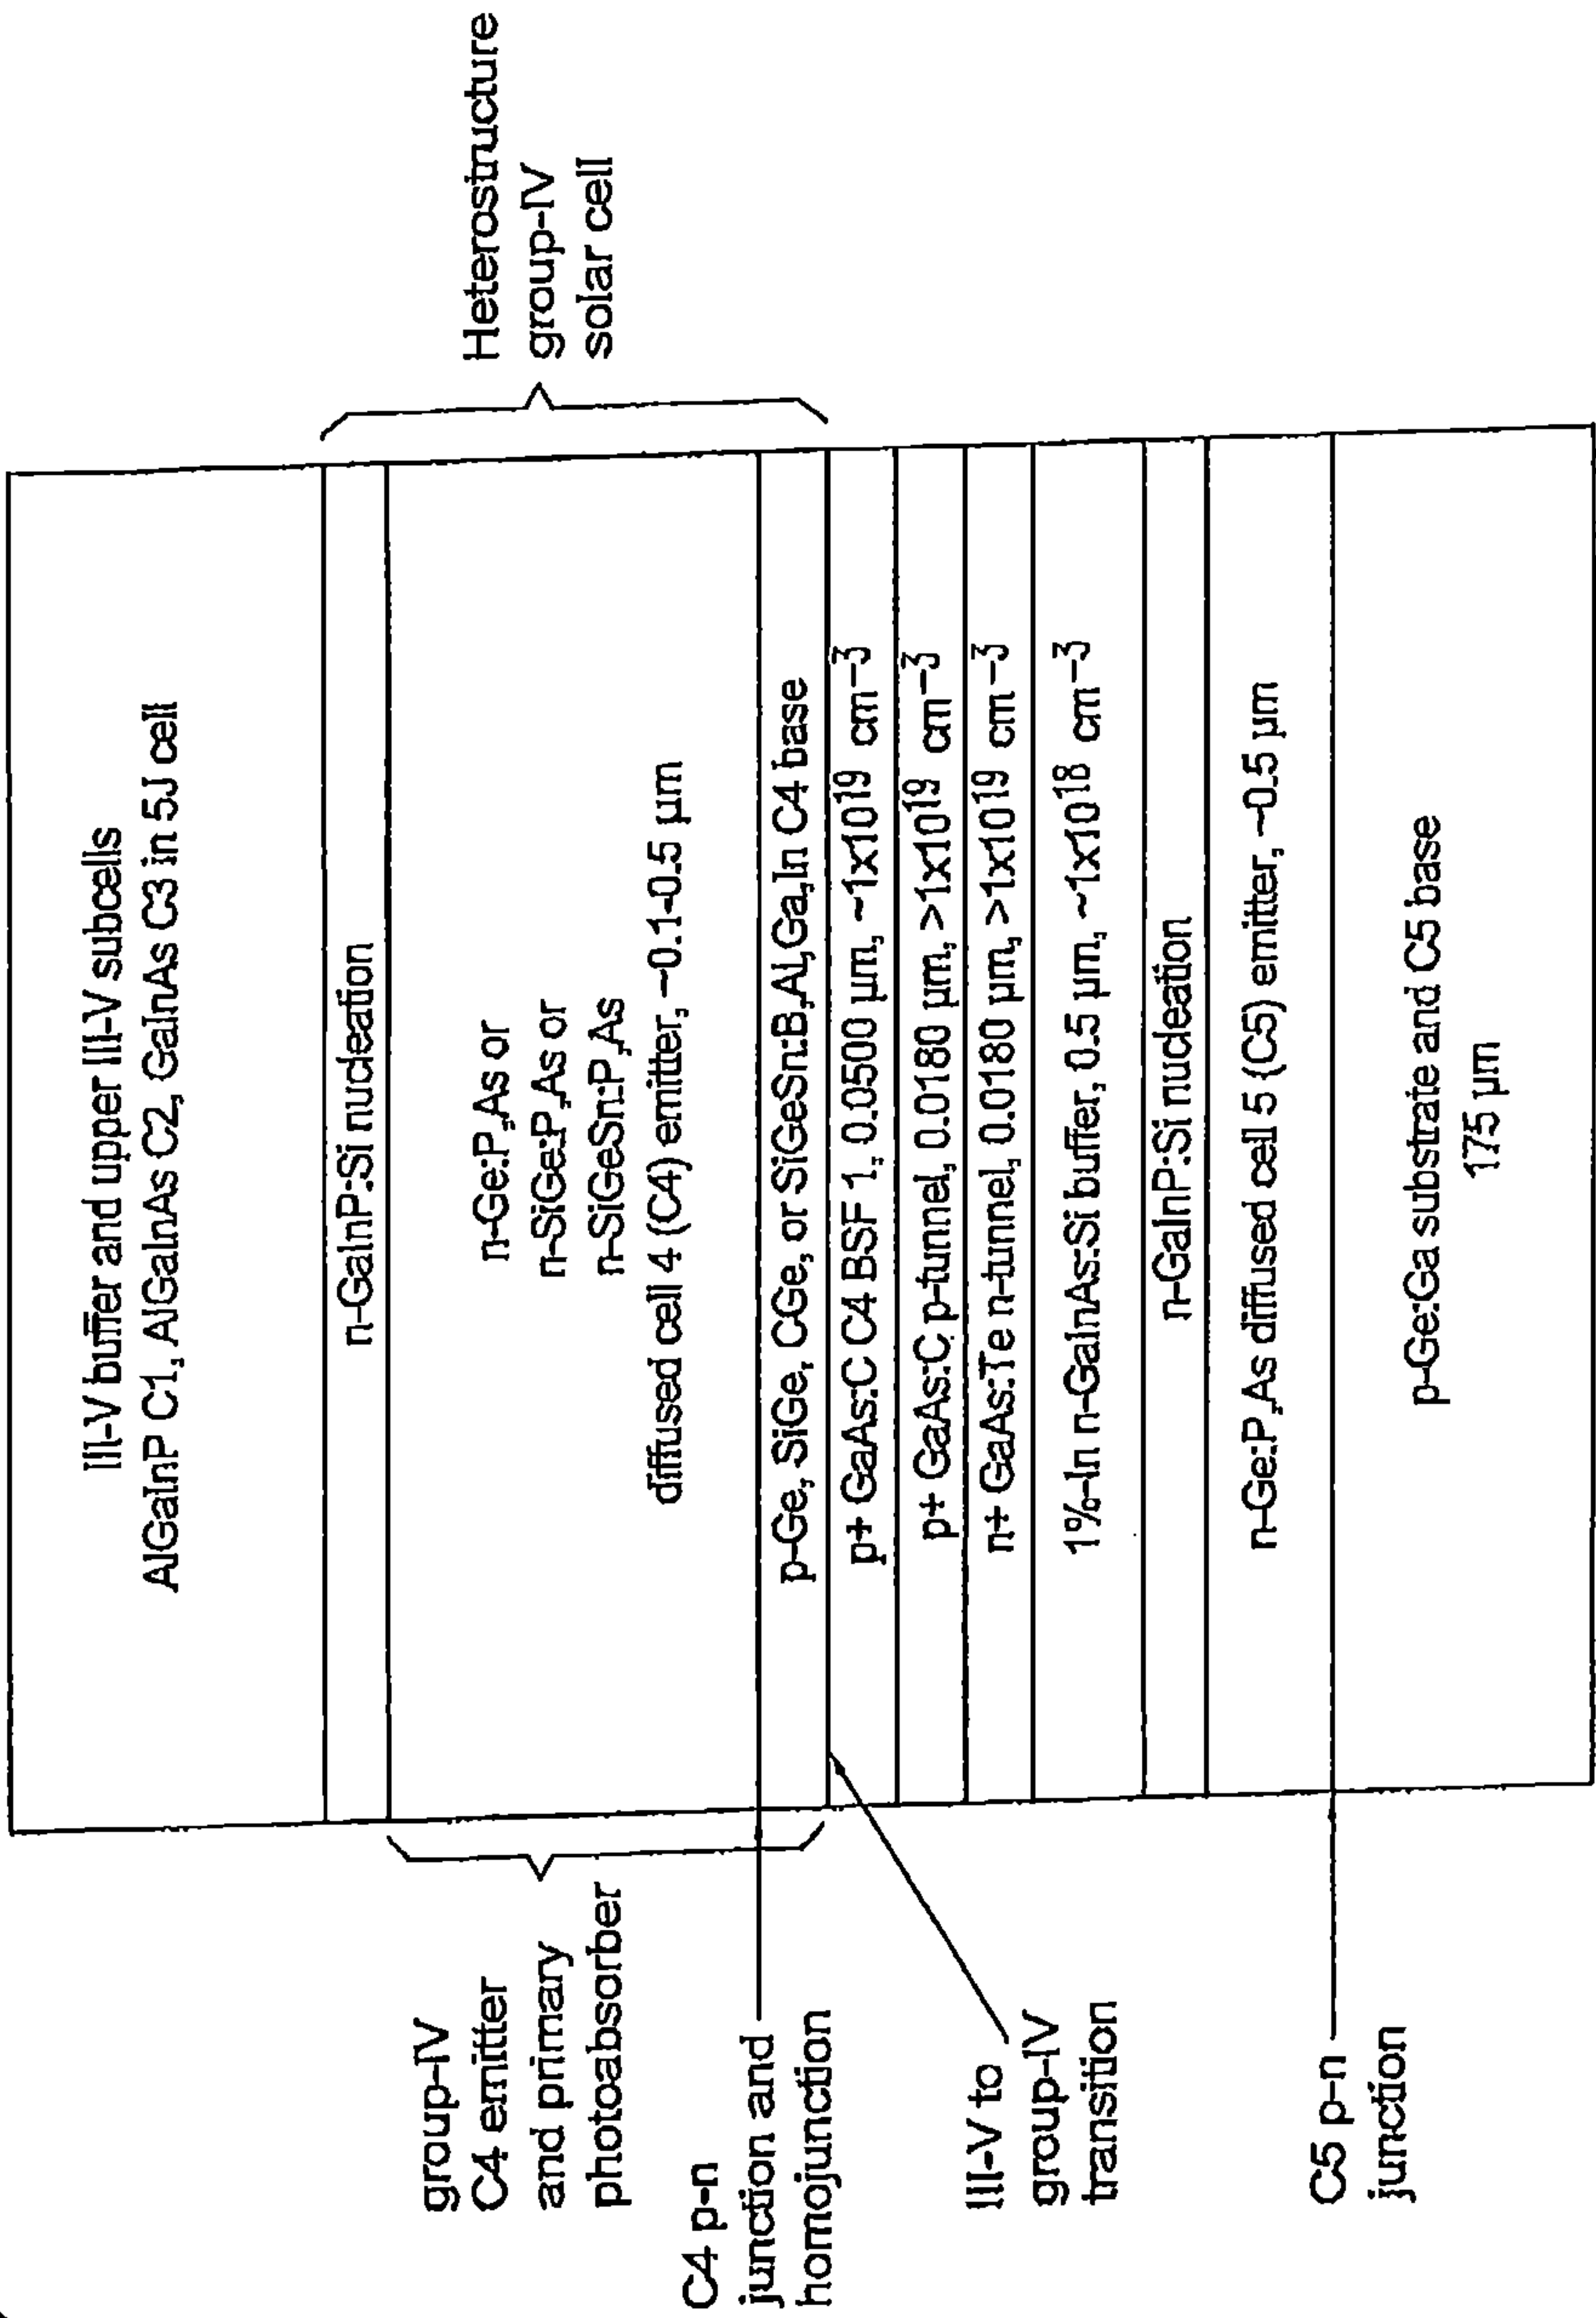 III-V buffer and upper III-V subcells
AlGaInP C1, AlGaInAs C2, GaInAs C3 in 5J cell
n-GaInP:Si nucleation
n-Ge:P,As or
n-SiGe:P,As or
n-SiGeSn:P,As
diffused cell 4 (C4) emitter, ~0.1-0.5 µm
p-Ge, SiGe, CGe, or SiGeSn:B,Al,Ga,In C4 base
p+ GaAs:C C4 BSF 1, 0.0500 µm, ~1x10¹⁹ cm⁻³
p+ GaAs:C p-tunnel, 0.0180 µm, >1x10¹⁹ cm⁻³
n+ GaAs:Te n-tunnel, 0.0180 µm, >1x10¹⁹ cm⁻³
1%-In n-GaInAs:Si buffer, 0.5 µm, ~1x10¹⁸ cm⁻³
n-GaInP:Si nucleation
n-Ge:P,As diffused cell 5 (C5) emitter, ~0.5 µm
p-Ge:Ga substrate and C5 base
175 µm
group-IV
C4 emitter
and primary
photoabsorber
C4 p-n
junction and
homojunction
III-V to
group-IV
transition
C5 p-n
junction
Heterostructure
group-IV
solar cell